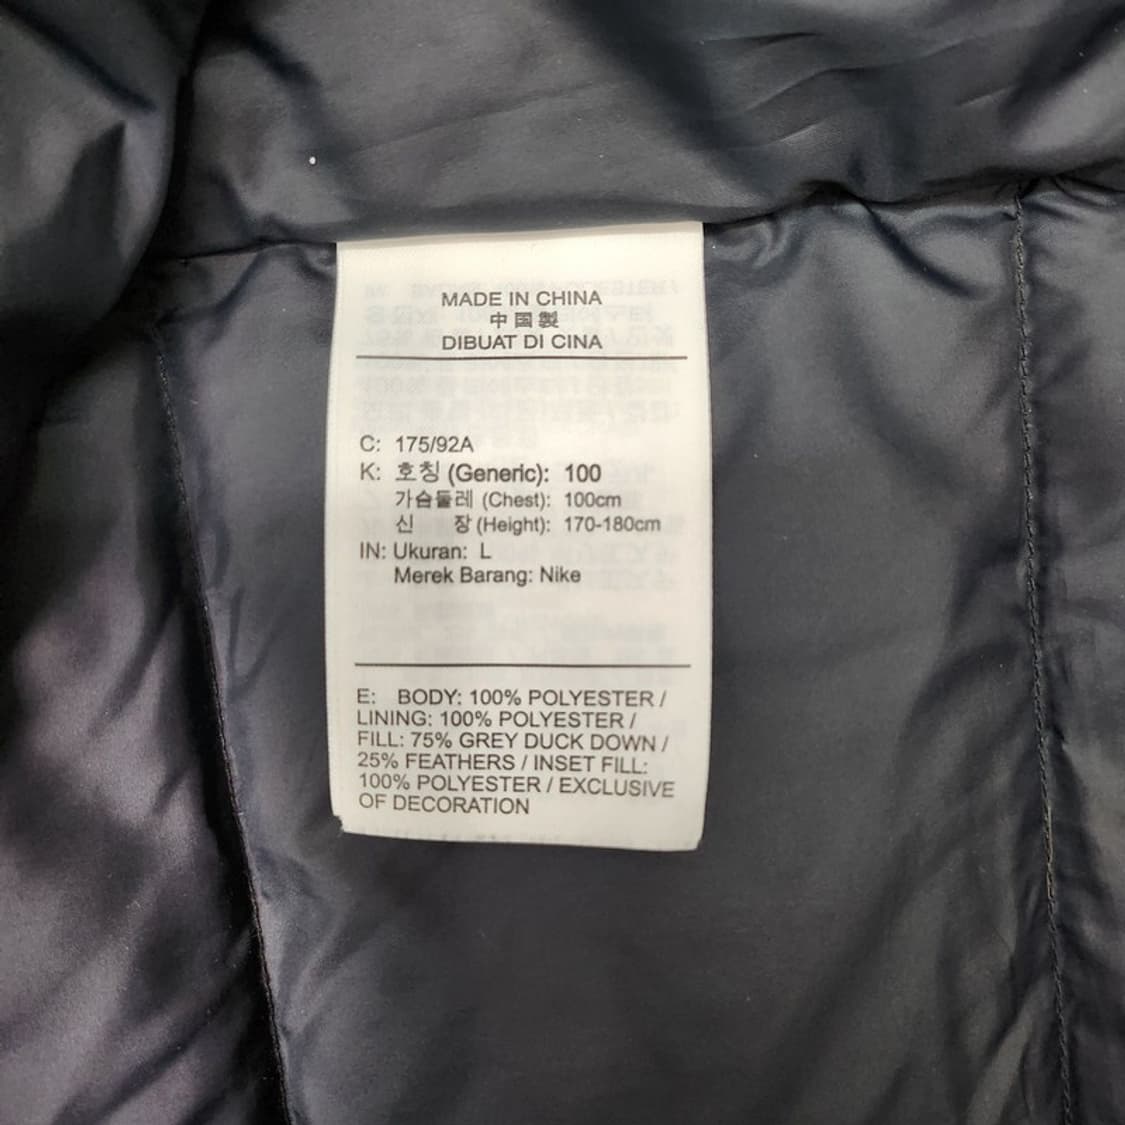 MADE IN CHINA
中国製
DIBUAT DI CINA
C: 175/92A
K: 호칭 (Generic): 100
가슴둘레 (Chest): 100cm
신 장 (Height): 170-180cm
IN: Ukuran: L
Merek Barang: Nike
E: BODY: 100% POLYESTER /
LINING: 100% POLYESTER /
FILL: 75% GREY DUCK DOWN /
25% FEATHERS / INSET FILL:
100% POLYESTER / EXCLUSIVE
OF DECORATION